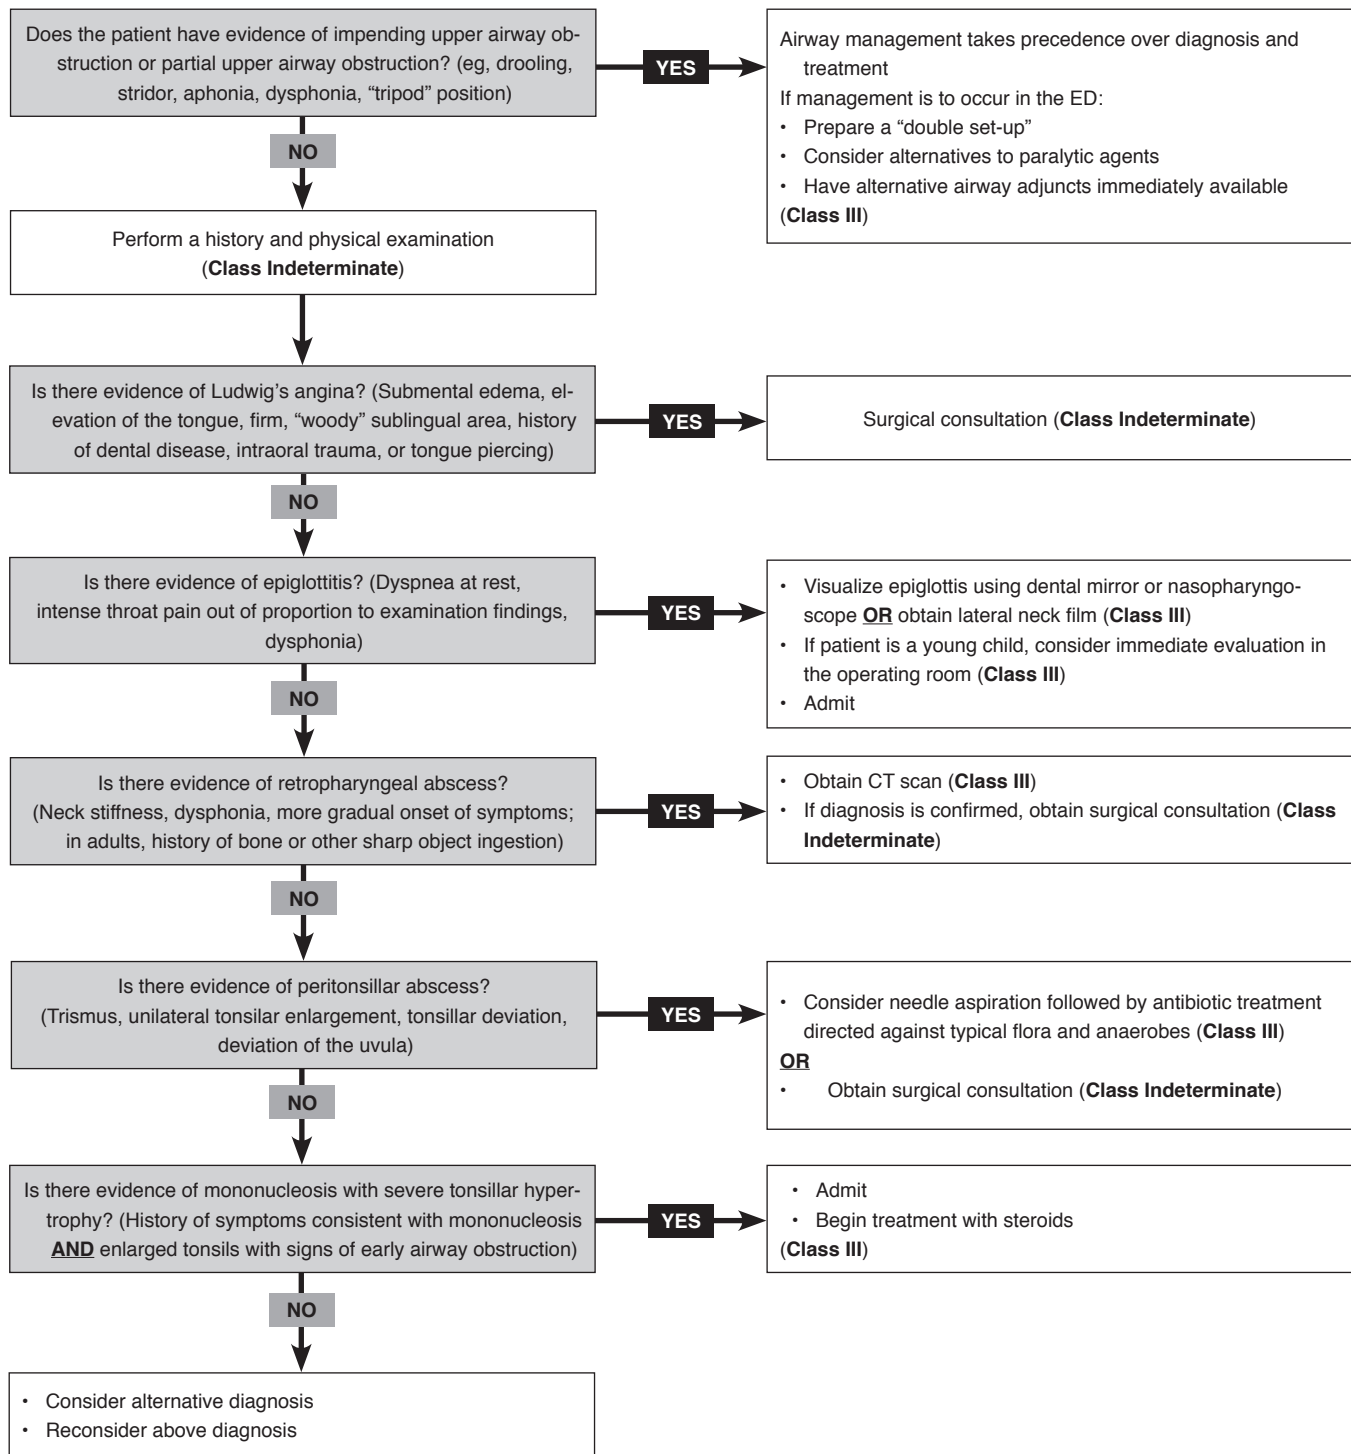 Does the patient have evidence of impending upper airway ob-
struction or partial upper airway obstruction? (eg, drooling,
stridor, aphonia, dysphonia, “tripod” position)
YES
Airway management takes precedence over diagnosis and
treatment
If management is to occur in the ED:
• Prepare a “double set-up”
• Consider alternatives to paralytic agents
• Have alternative airway adjuncts immediately available
(Class III)
NO
Perform a history and physical examination
(Class Indeterminate)
Is there evidence of Ludwig’s angina? (Submental edema, el-
evation of the tongue, firm, “woody” sublingual area, history
of dental disease, intraoral trauma, or tongue piercing)
YES
Surgical consultation (Class Indeterminate)
NO
Is there evidence of epiglottitis? (Dyspnea at rest,
intense throat pain out of proportion to examination findings,
dysphonia)
YES
• Visualize epiglottis using dental mirror or nasopharyngo-
scope OR obtain lateral neck film (Class III)
• If patient is a young child, consider immediate evaluation in
the operating room (Class III)
• Admit
NO
Is there evidence of retropharyngeal abscess?
(Neck stiffness, dysphonia, more gradual onset of symptoms;
in adults, history of bone or other sharp object ingestion)
YES
• Obtain CT scan (Class III)
• If diagnosis is confirmed, obtain surgical consultation (Class
Indeterminate)
NO
Is there evidence of peritonsillar abscess?
(Trismus, unilateral tonsilar enlargement, tonsillar deviation,
deviation of the uvula)
YES
• Consider needle aspiration followed by antibiotic treatment
directed against typical flora and anaerobes (Class III)
OR
• Obtain surgical consultation (Class Indeterminate)
NO
Is there evidence of mononucleosis with severe tonsillar hyper-
trophy? (History of symptoms consistent with mononucleosis
AND enlarged tonsils with signs of early airway obstruction)
YES
• Admit
• Begin treatment with steroids
(Class III)
NO
• Consider alternative diagnosis
• Reconsider above diagnosis